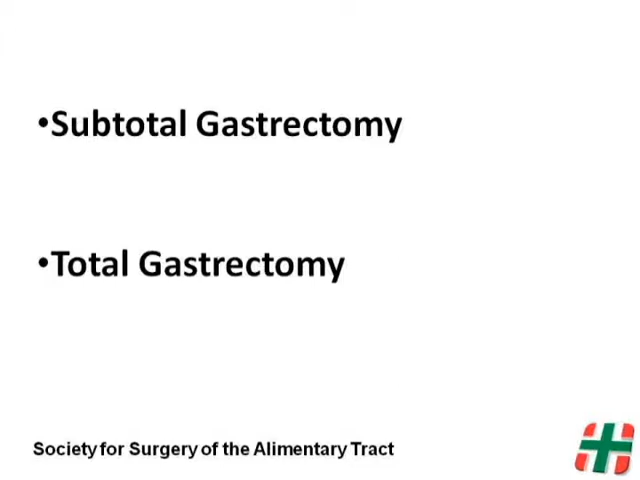 •Subtotal Gastrectomy
•Total Gastrectomy
Society for Surgery of the Alimentary Tract